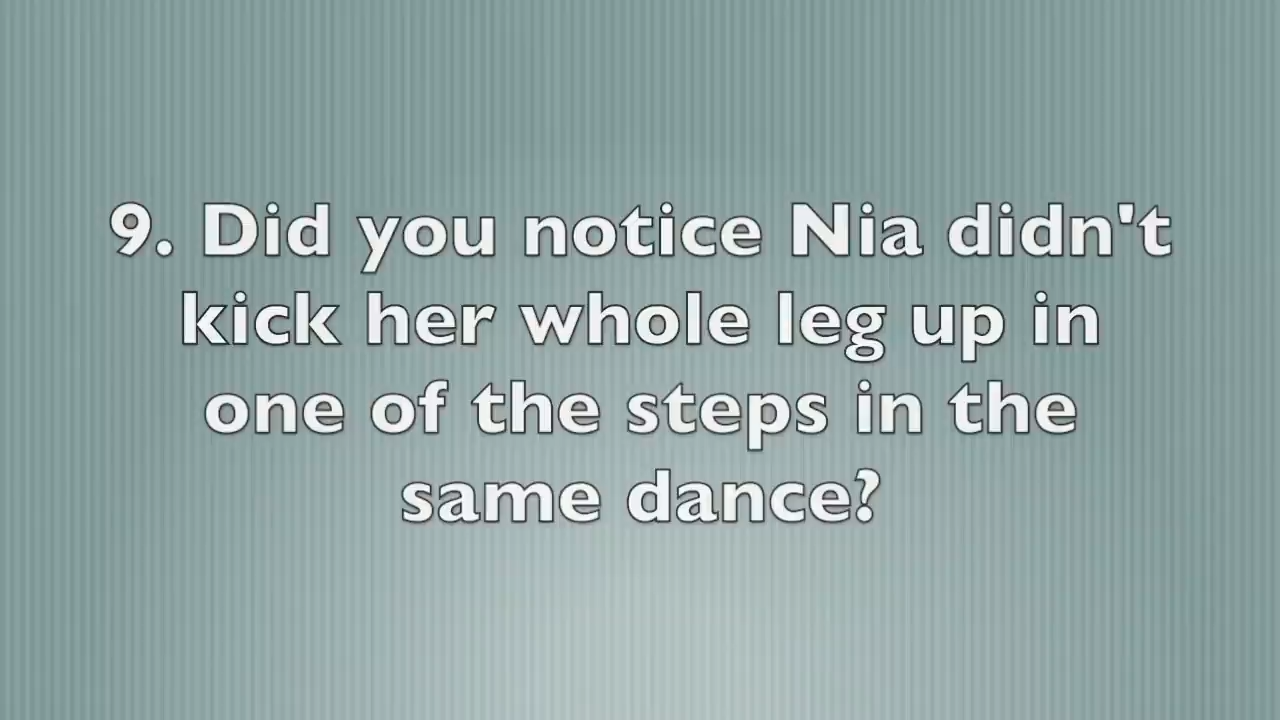 9. Did you notice Nia didn't
kick her whole leg up in
one of the steps in the
same dance?